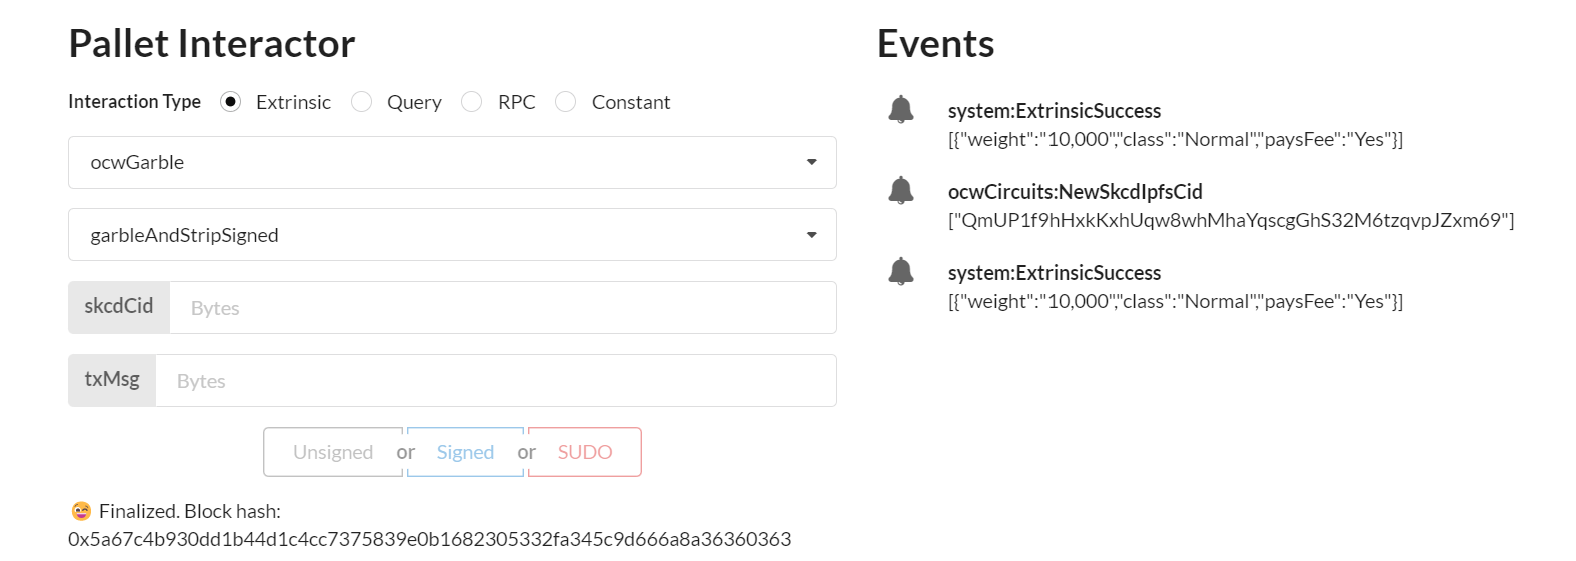 Pallet Interactor
Interaction Type Extrinsic Query RPC Constant
ocwGarble
garbleAndStripSigned
skcdCid Bytes
txMsg Bytes
Unsigned or Signed or SUDO
Finalized. Block hash:
0x5a67c4b930dd1b44d1c4cc7375839e0b1682305332fa345c9d666a8a36360363
Events
system:ExtrinsicSuccess
[{"weight":"10,000","class":"Normal","paysFee":"Yes"}]
ocwCircuits:NewSkcdIpfsCid
["QmUP1f9hHxkKxhUqw8whMhaYqscgGhS32M6tzqvpJZxm69"]
system:ExtrinsicSuccess
[{"weight":"10,000","class":"Normal","paysFee":"Yes"}]